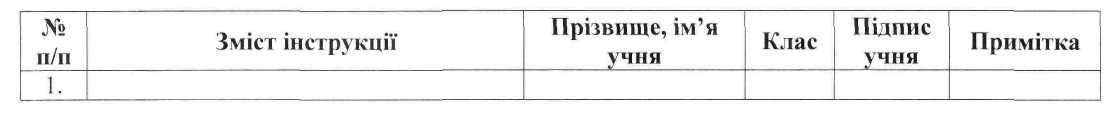 № п/п
Зміст інструкції
Прізвище, ім’я учня
Клас
Підпис учня
Примітка
1.